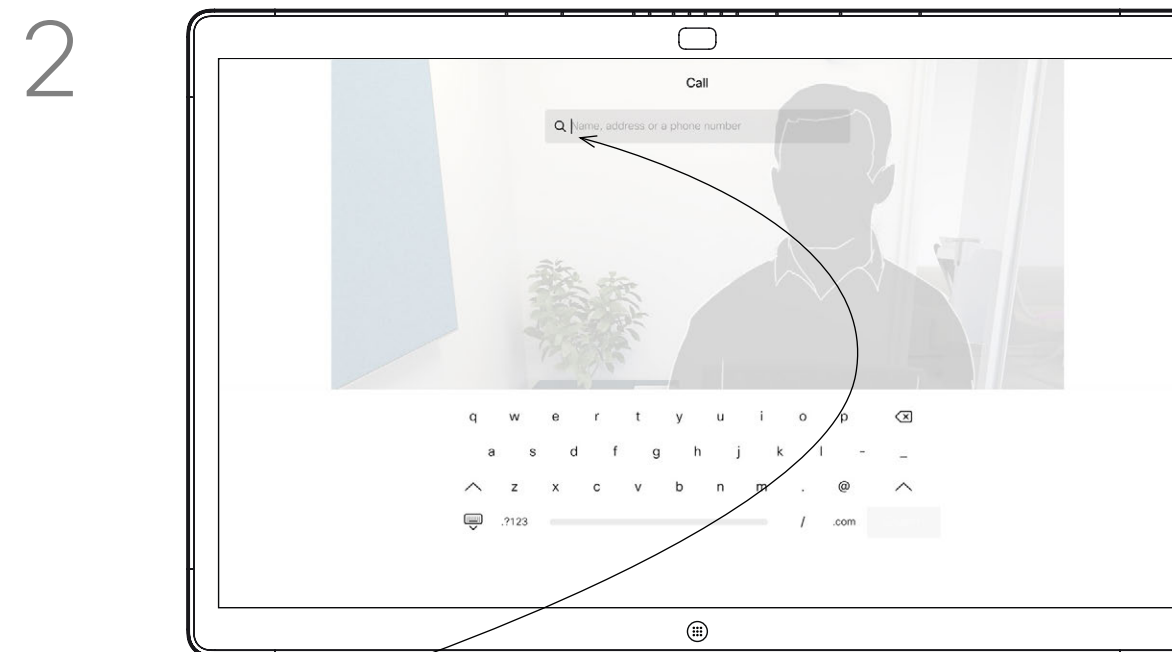 2
Call
Name, address or a phone number
q w e r t y u i o p
a s d f g h j k l - _
z x c v b n m . @
.?123 / .com